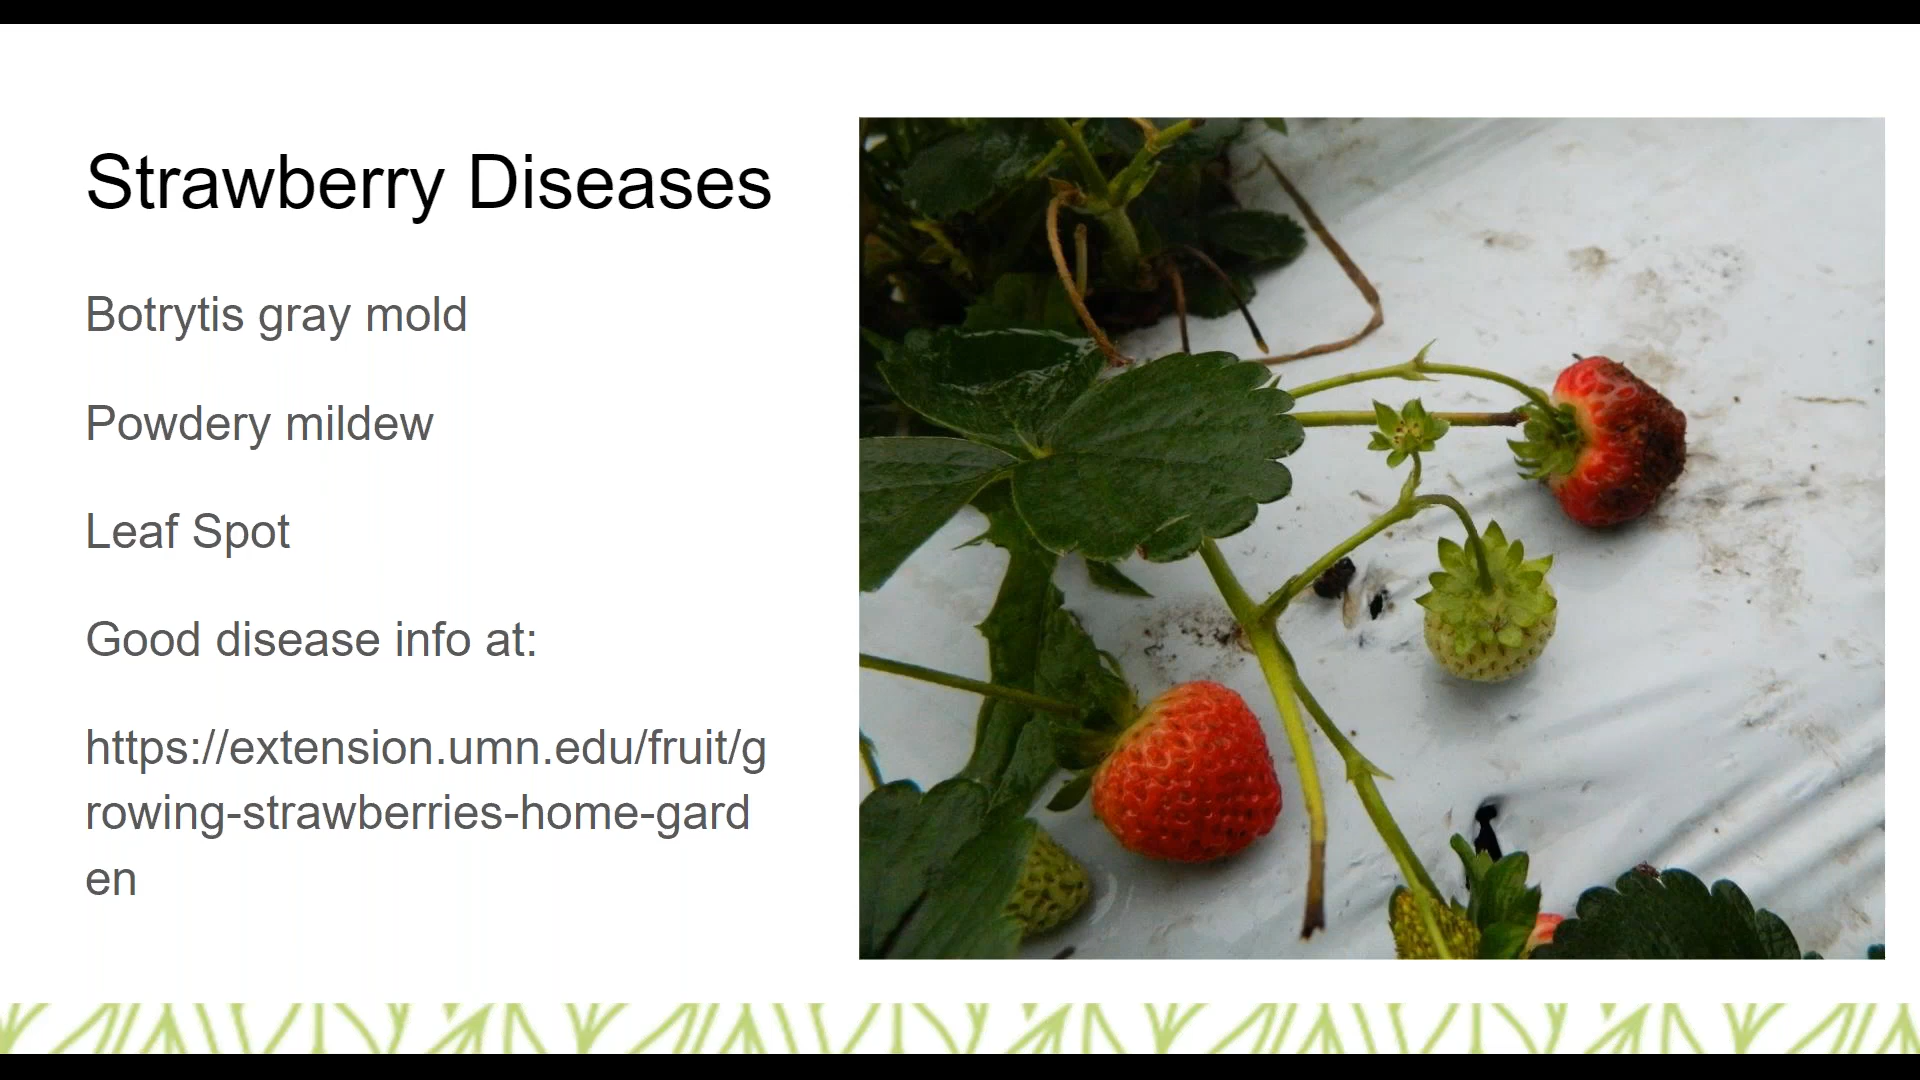 Strawberry Diseases
Botrytis gray mold
Powdery mildew
Leaf Spot
Good disease info at:
https://extension.umn.edu/fruit/g
rowing-strawberries-home-gard
en